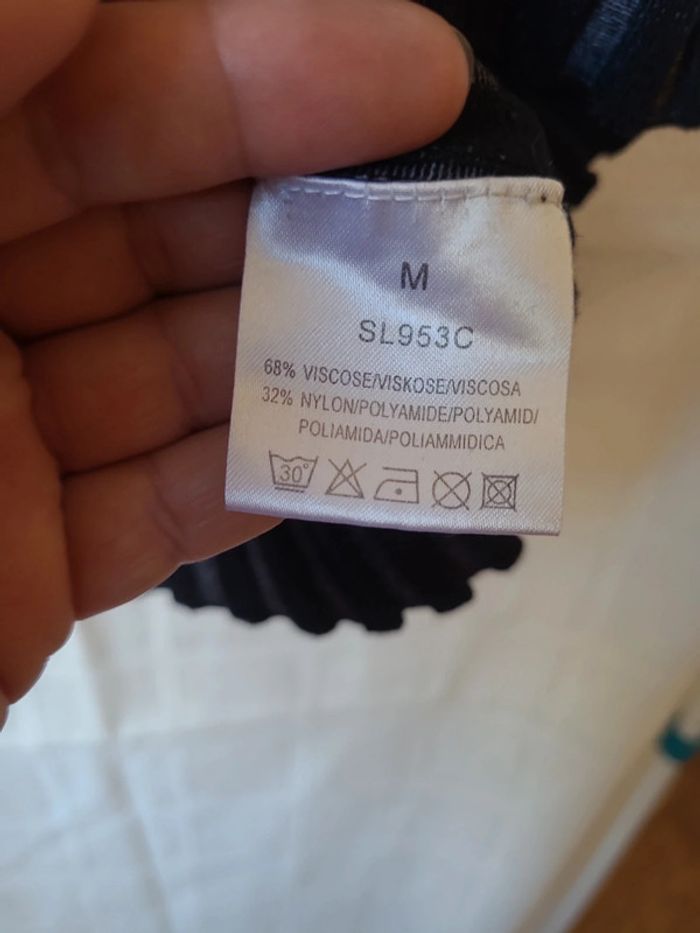 M
SL953C
68% VISCOSE/VISKOSE/VISCOSA
32% NYLON/POLYAMIDE/POLYAMID/
POLIAMIDA/POLIAMMIDICA
30°